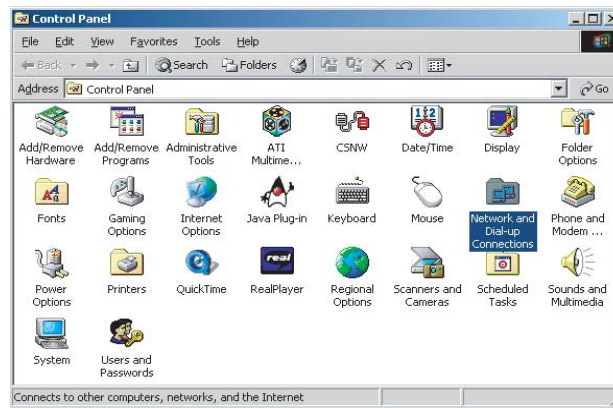 Control Panel
File Edit View Favorites Tools Help
Back Search Folders
Address Control Panel Go
Add/Remove Hardware
Add/Remove Programs
Administrative Tools
ATI Multime...
CSNW
Date/Time
Display
Folder Options
Fonts
Gaming Options
Internet Options
Java Plug-in
Keyboard
Mouse
Network and Dial-up Connections
Phone and Modem ...
Power Options
Printers
QuickTime
real
RealPlayer
Regional Options
Scanners and Cameras
Scheduled Tasks
Sounds and Multimedia
System
Users and Passwords
Connects to other computers, networks, and the Internet